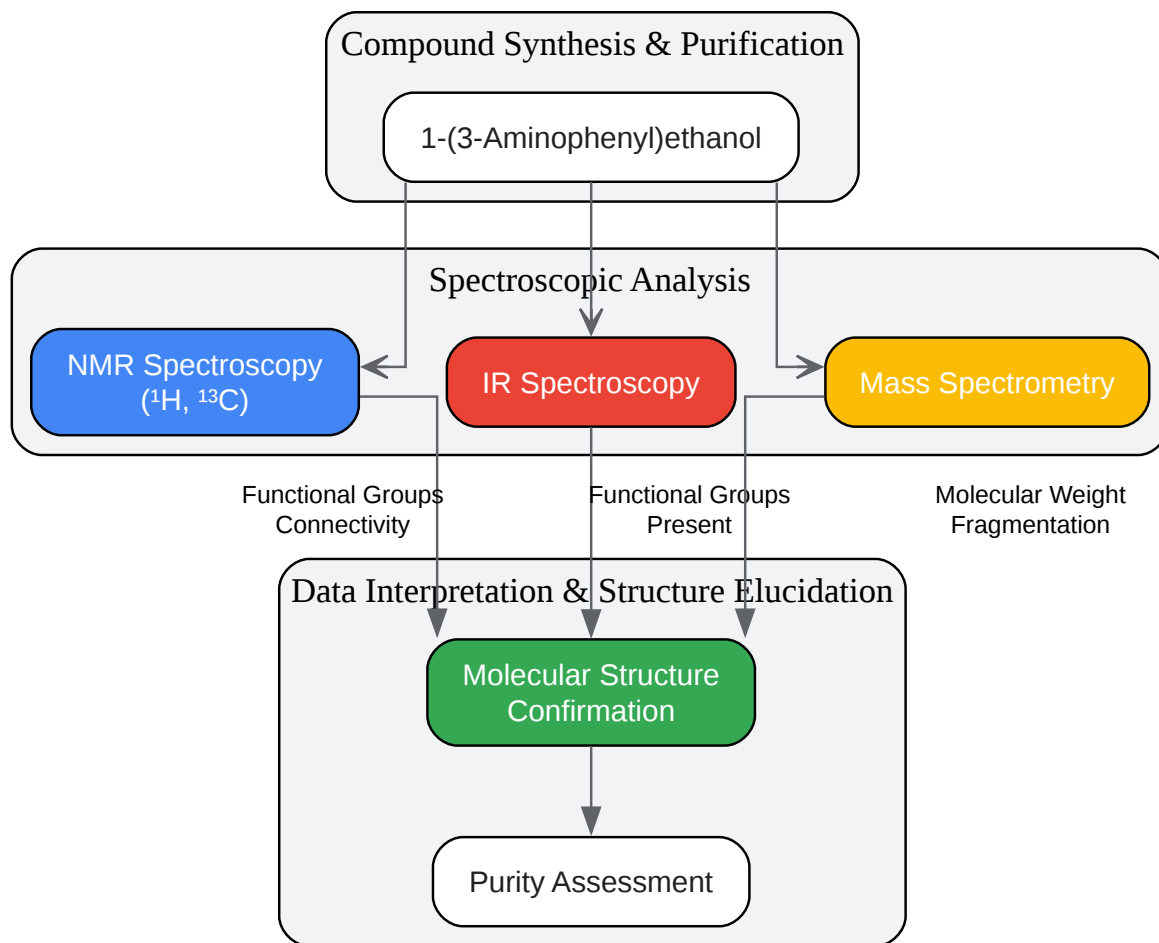 Compound Synthesis & Purification
1-(3-Aminophenyl)ethanol
Spectroscopic Analysis
NMR Spectroscopy
(¹H, ¹³C)
IR Spectroscopy
Mass Spectrometry
Functional Groups
Connectivity
Functional Groups
Present
Molecular Weight
Fragmentation
Data Interpretation & Structure Elucidation
Molecular Structure
Confirmation
Purity Assessment